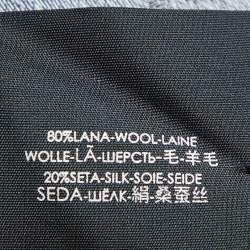 80%LANA-WOOL-LAINE
WOLLE-LÃ-ШЕРСТЬ-毛-羊毛
20%SETA-SILK-SOIE-SEIDE
SEDA-ШЁЛК-絹-桑蚕丝